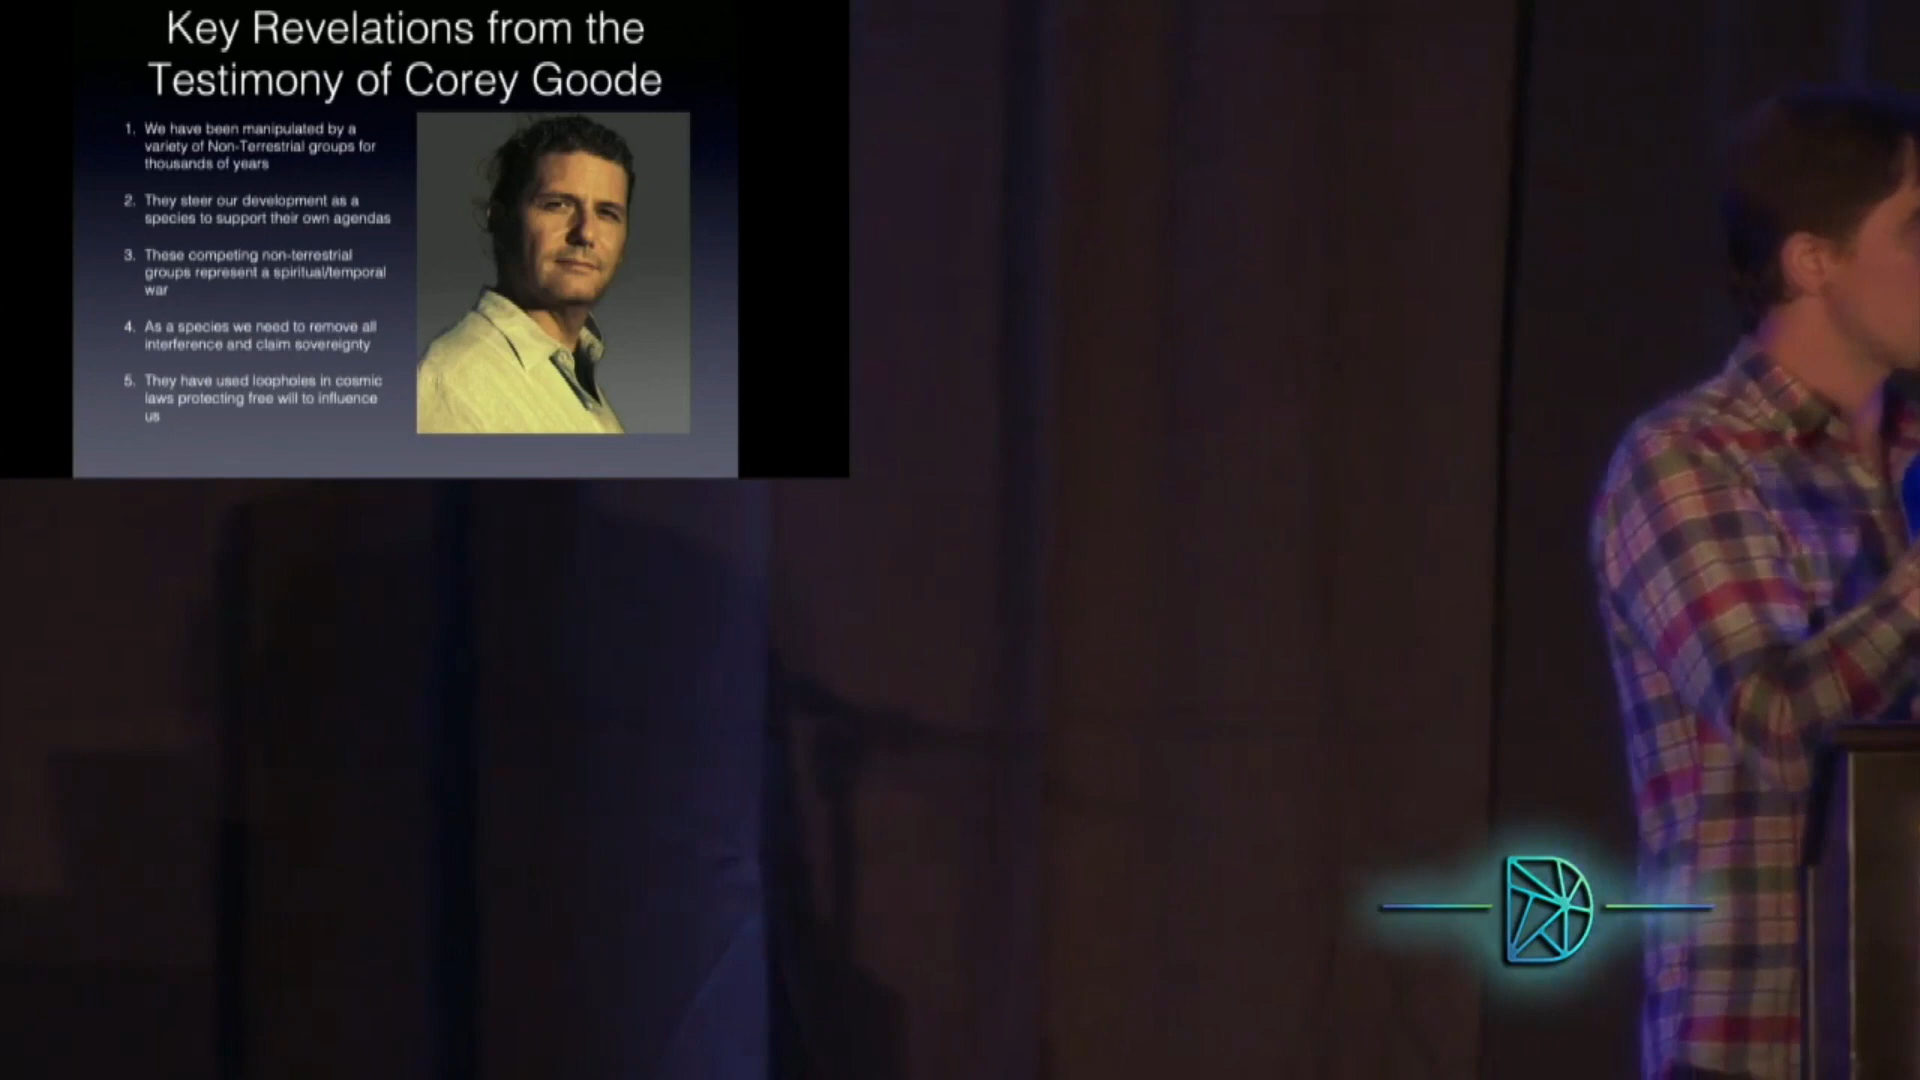 Key Revelations from the
Testimony of Corey Goode
1. We have been manipulated by a
variety of Non-Terrestrial groups for
thousands of years
2. They steer our development as a
species to support their own agendas
3. These competing non-terrestrial
groups represent a spiritual/temporal
war
4. As a species we need to remove all
interference and claim sovereignty
5. They have used loopholes in cosmic
laws protecting free will to influence
us